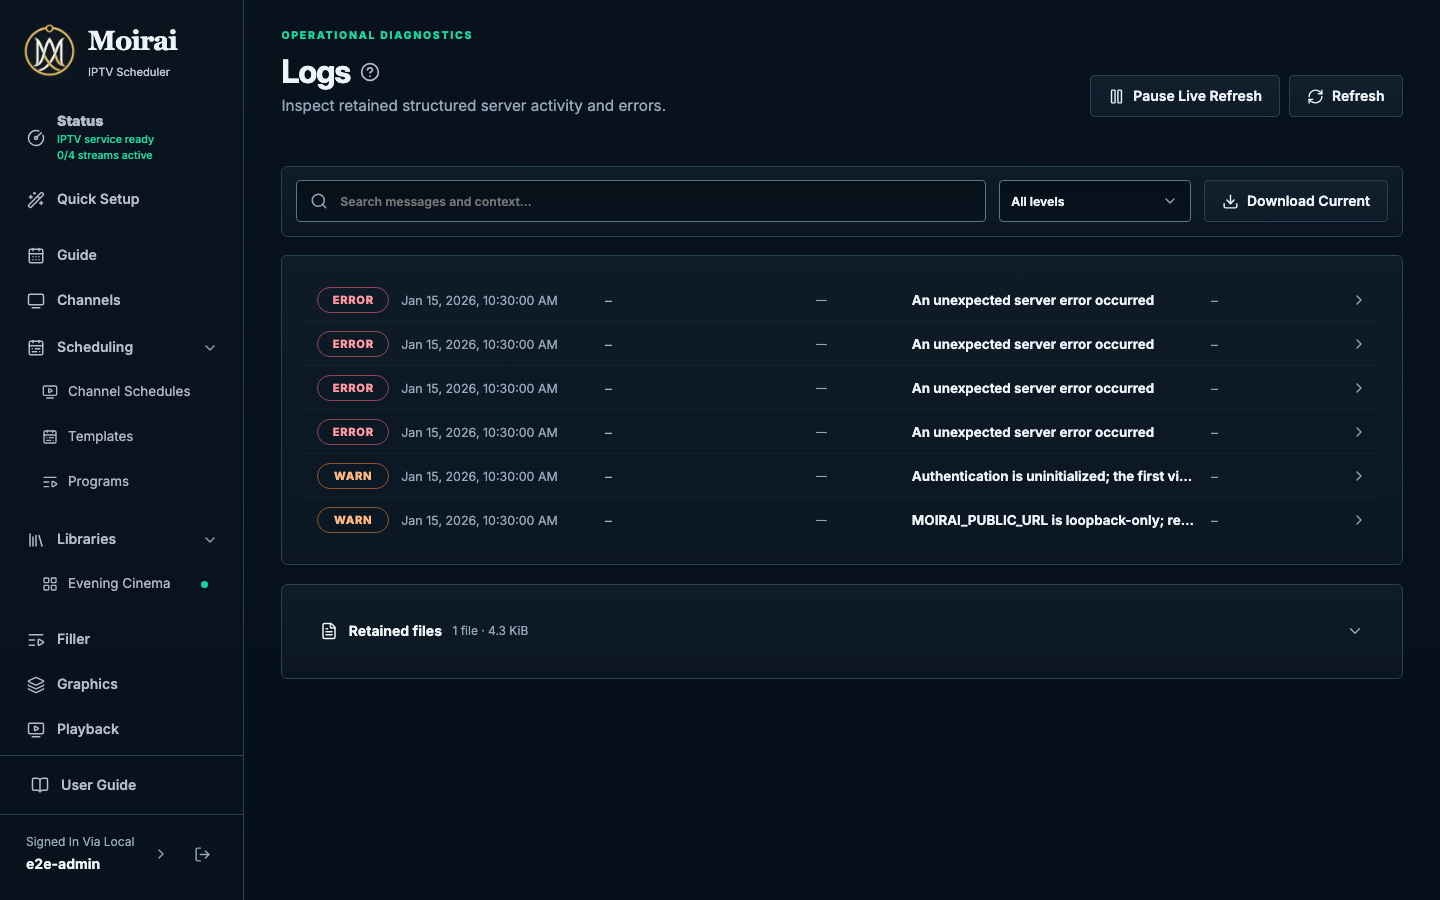 Moirai
IPTV Scheduler
Status
IPTV service ready
0/4 streams active
Quick Setup
Guide
Channels
Scheduling
Channel Schedules
Templates
Programs
Libraries
Evening Cinema
Filler
Graphics
Playback
User Guide
Signed In Via Local
e2e-admin
OPERATIONAL DIAGNOSTICS
Logs
Inspect retained structured server activity and errors.
Pause Live Refresh
Refresh
Search messages and context...
All levels
Download Current
ERROR Jan 15, 2026, 10:30:00 AM – — An unexpected server error occurred –
ERROR Jan 15, 2026, 10:30:00 AM – — An unexpected server error occurred –
ERROR Jan 15, 2026, 10:30:00 AM – — An unexpected server error occurred –
ERROR Jan 15, 2026, 10:30:00 AM – — An unexpected server error occurred –
WARN Jan 15, 2026, 10:30:00 AM – — Authentication is uninitialized; the first vi... –
WARN Jan 15, 2026, 10:30:00 AM – — MOIRAI_PUBLIC_URL is loopback-only; re... –
Retained files 1 file · 4.3 KiB